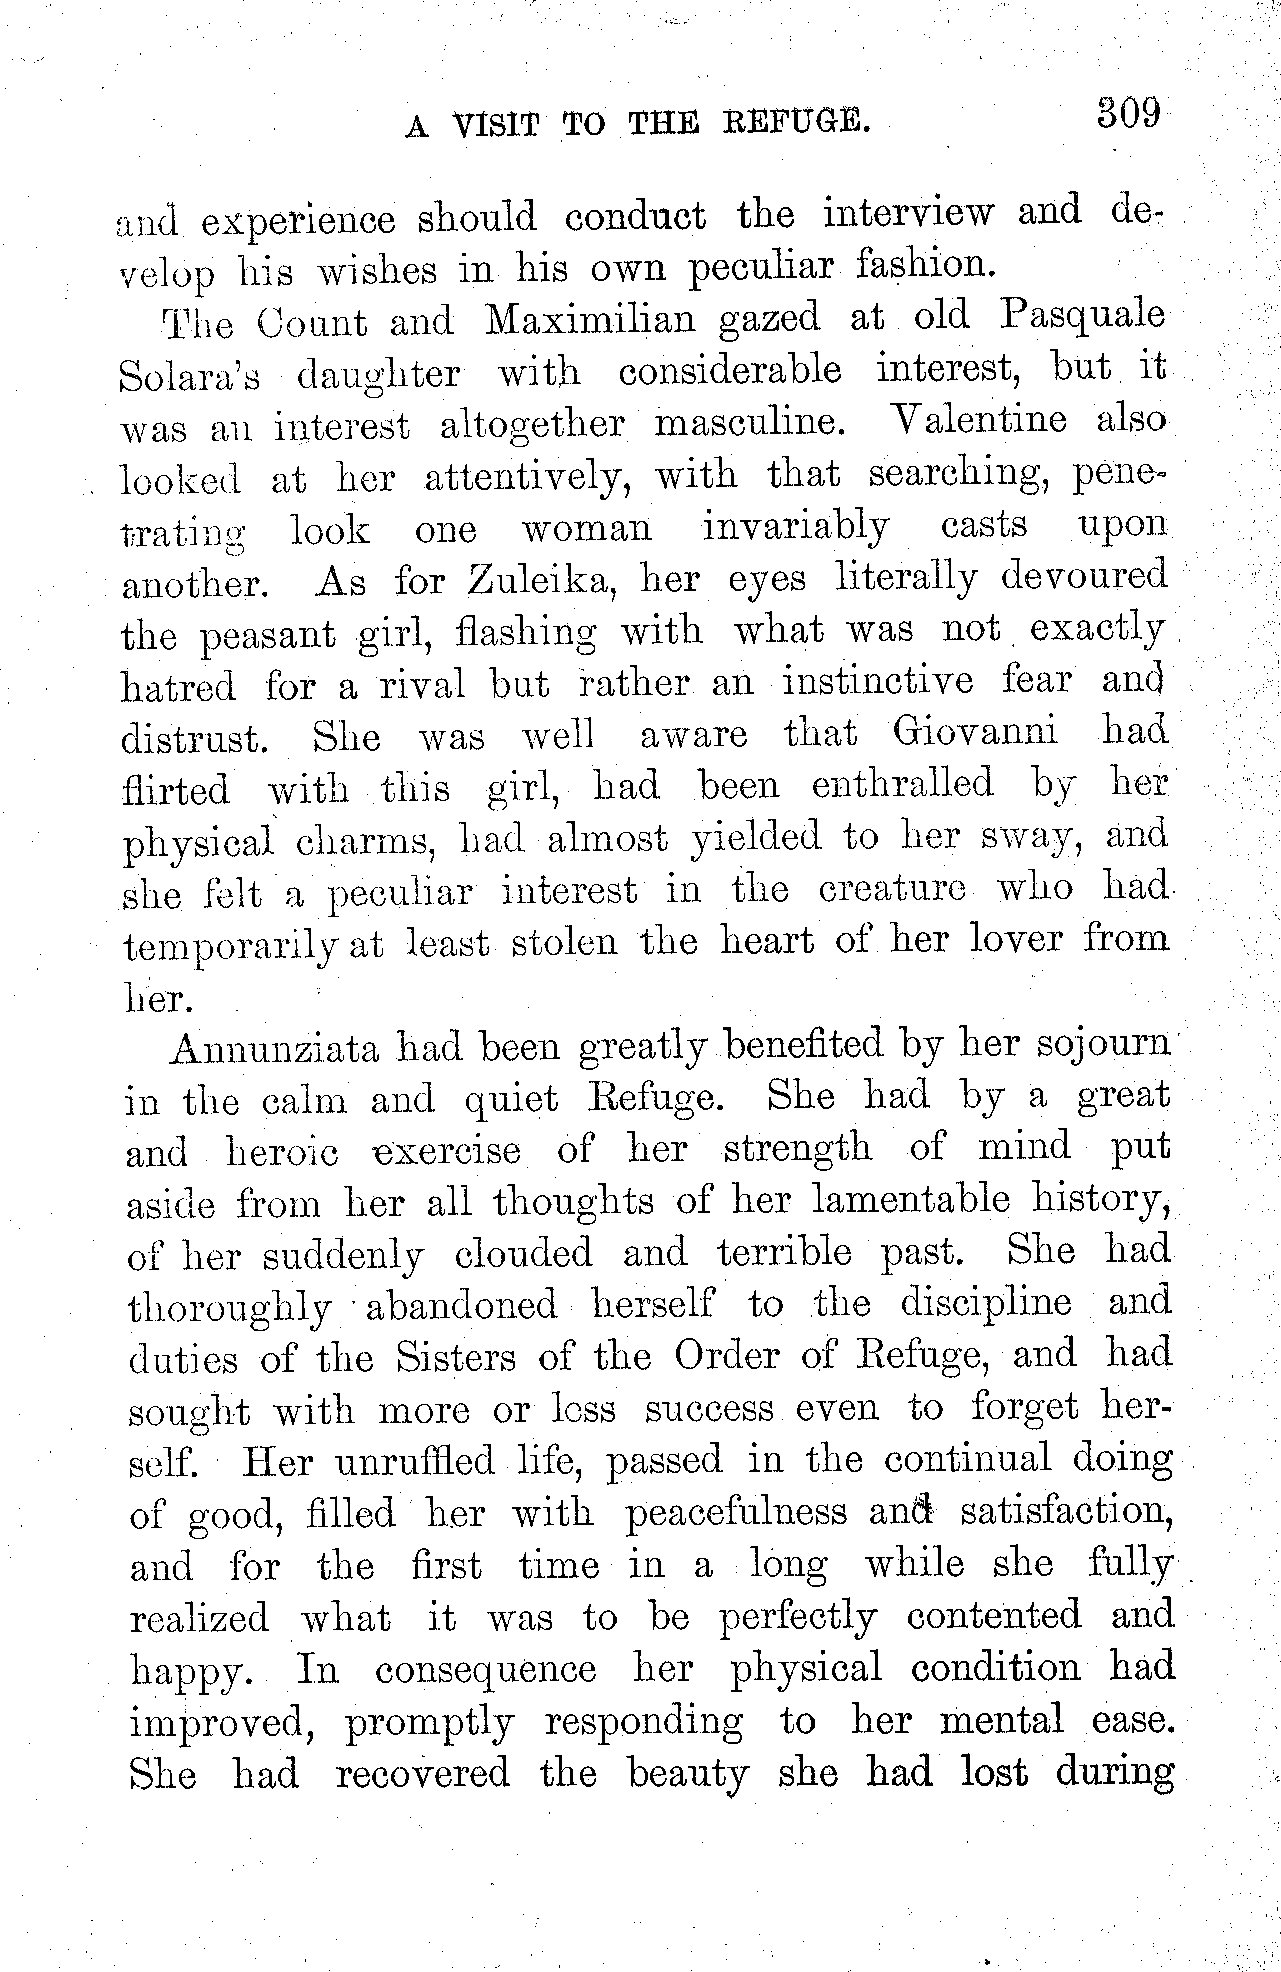 A VISIT TO THE REFUGE. 309
and experience should conduct the interview and de-
velop his wishes in his own peculiar fashion.
The Count and Maximilian gazed at old Pasquale
Solara's daughter with considerable interest, but it
was an interest altogether masculine. Valentine also
looked at her attentively, with that searching, pene-
trating look one woman invariably casts upon
another. As for Zuleika, her eyes literally devoured
the peasant girl, flashing with what was not exactly
hatred for a rival but rather an instinctive fear and
distrust. She was well aware that Giovanni had
flirted with this girl, had been enthralled by her
physical charms, had almost yielded to her sway, and
she felt a peculiar interest in the creature who had
temporarily at least stolen the heart of her lover from
her.
Annunziata had been greatly benefited by her sojourn
in the calm and quiet Refuge. She had by a great
and heroic exercise of her strength of mind put
aside from her all thoughts of her lamentable history,
of her suddenly clouded and terrible past. She had
thoroughly abandoned herself to the discipline and
duties of the Sisters of the Order of Refuge, and had
sought with more or less success even to forget her-
self. Her unruffled life, passed in the continual doing
of good, filled her with peacefulness and satisfaction,
and for the first time in a long while she fully
realized what it was to be perfectly contented and
happy. In consequence her physical condition had
improved, promptly responding to her mental ease.
She had recovered the beauty she had lost during